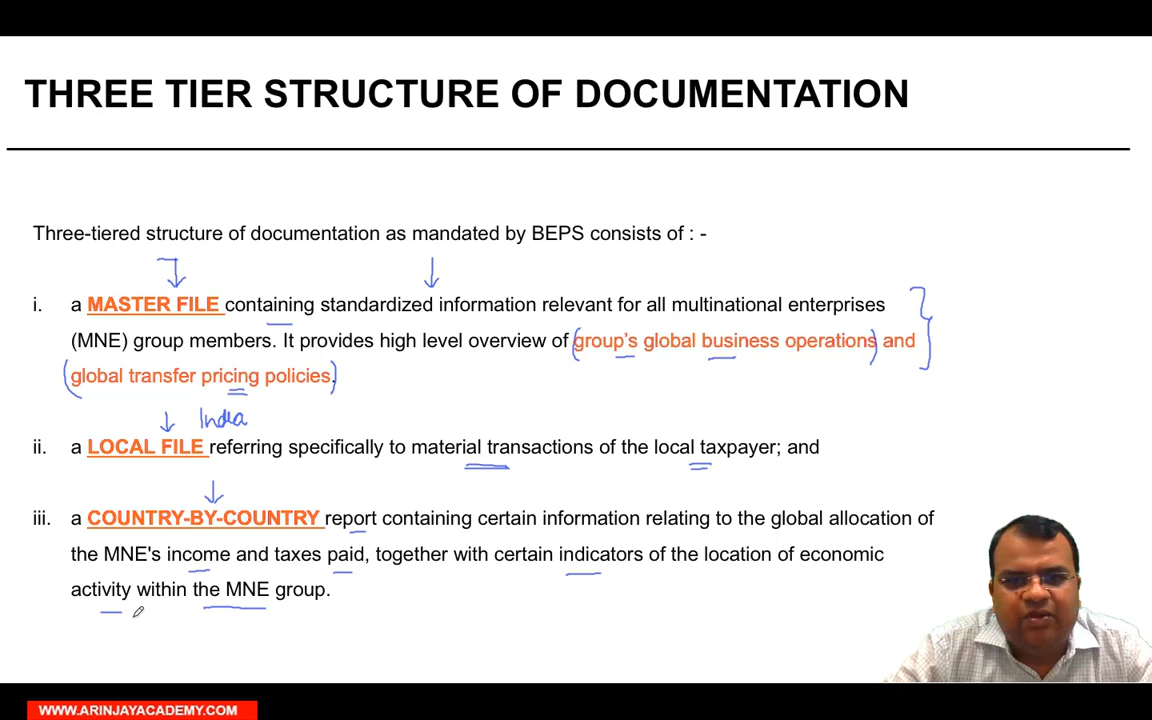 THREE TIER STRUCTURE OF DOCUMENTATION
Three-tiered structure of documentation as mandated by BEPS consists of : -
i. a MASTER FILE containing standardized information relevant for all multinational enterprises
(MNE) group members. It provides high level overview of group's global business operations and
global transfer pricing policies.
India
ii. a LOCAL FILE referring specifically to material transactions of the local taxpayer; and
iii. a COUNTRY-BY-COUNTRY report containing certain information relating to the global allocation of
the MNE's income and taxes paid, together with certain indicators of the location of economic
activity within the MNE group.
WWW.ARINJAYACADEMY.COM